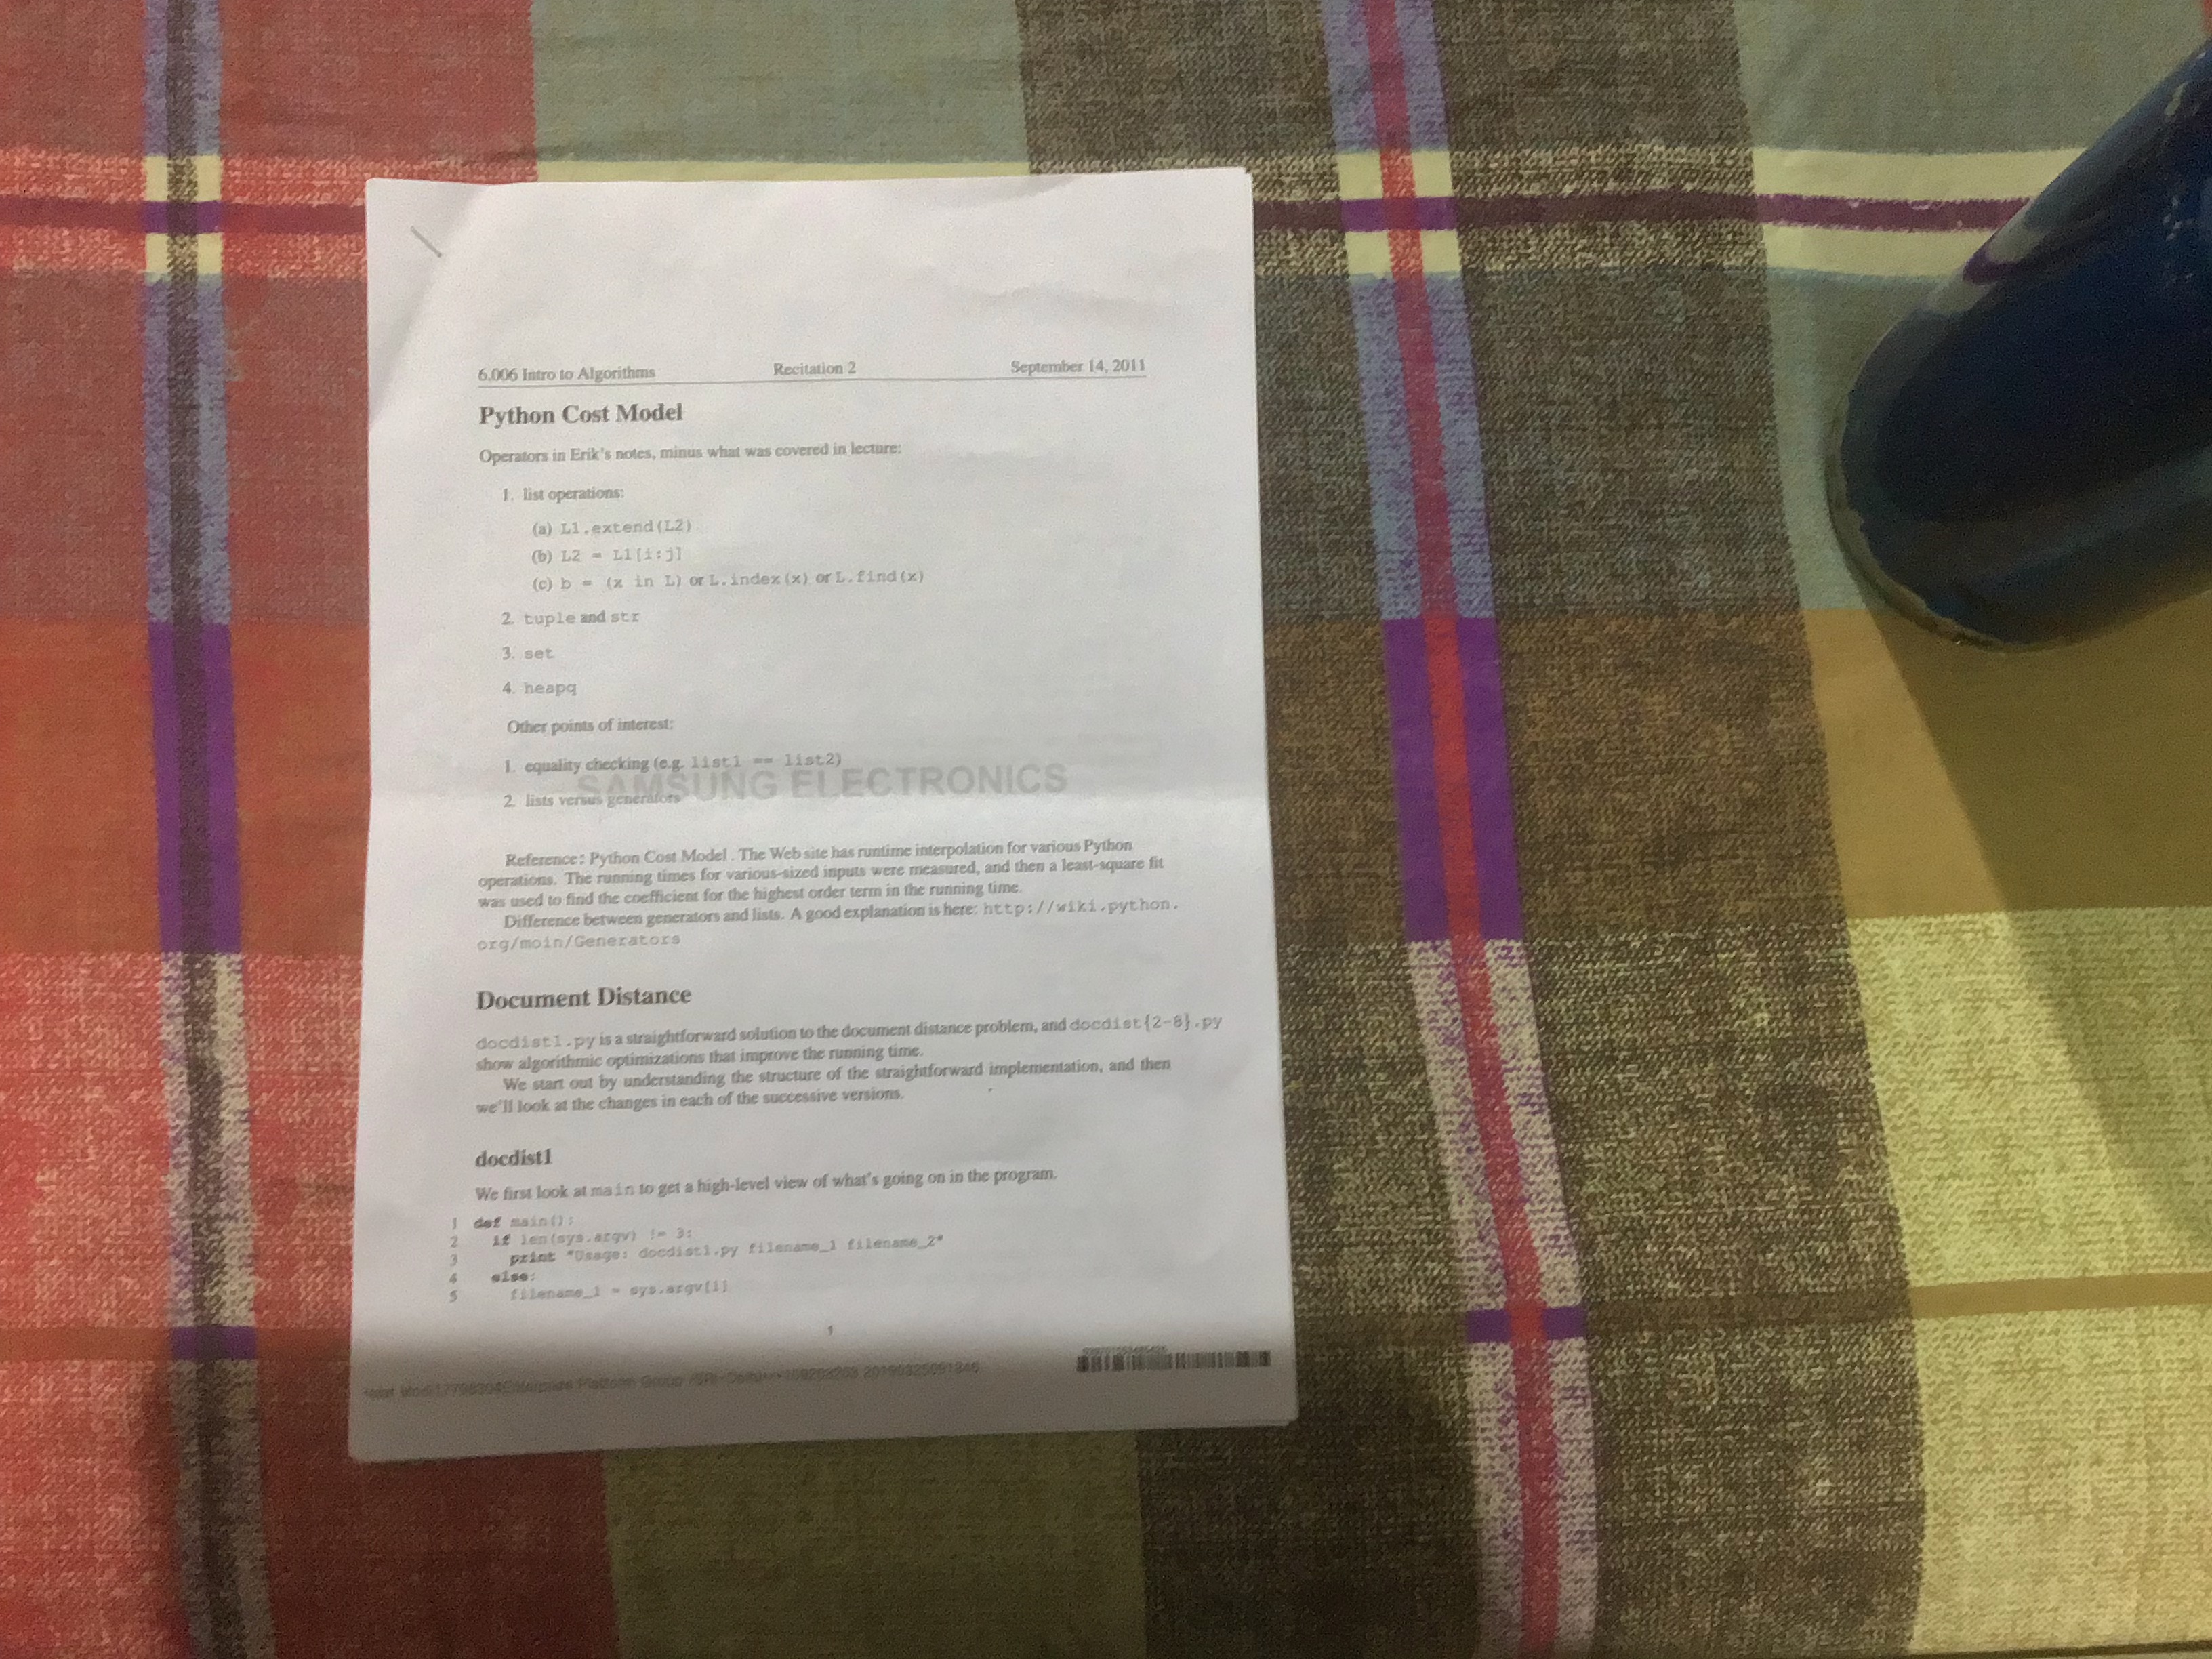 6.006 Intro to Algorithms Recitation 2 September 14, 2011
Python Cost Model
Operators in Erik's notes, minus what was covered in lecture:
1. list operations:
(a) L1.extend(L2)
(b) L2 = L1[i:j]
(c) b = (x in L) or L.index(x) or L.find(x)
2. tuple and str
3. set
4. heapq
Other points of interest:
1. equality checking (e.g. list1 == list2)
SAMSUNG ELECTRONICS
2. lists versus generators
Reference: Python Cost Model . The Web site has runtime interpolation for various Python
operations. The running times for various-sized inputs were measured, and then a least-square fit
was used to find the coefficient for the highest order term in the running time.
Difference between generators and lists. A good explanation is here: http://wiki.python.
org/moin/Generators
Document Distance
docdist1.py is a straightforward solution to the document distance problem, and docdist{2-8}.py
show algorithmic optimizations that improve the running time.
We start out by understanding the structure of the straightforward implementation, and then
we'll look at the changes in each of the successive versions.
docdist1
We first look at main to get a high-level view of what's going on in the program.
1 def main():
2 if len(sys.argv) != 3:
3 print "Usage: docdist1.py filename_1 filename_2"
4 else:
5 filename_1 = sys.argv[1]
1
Platform Group